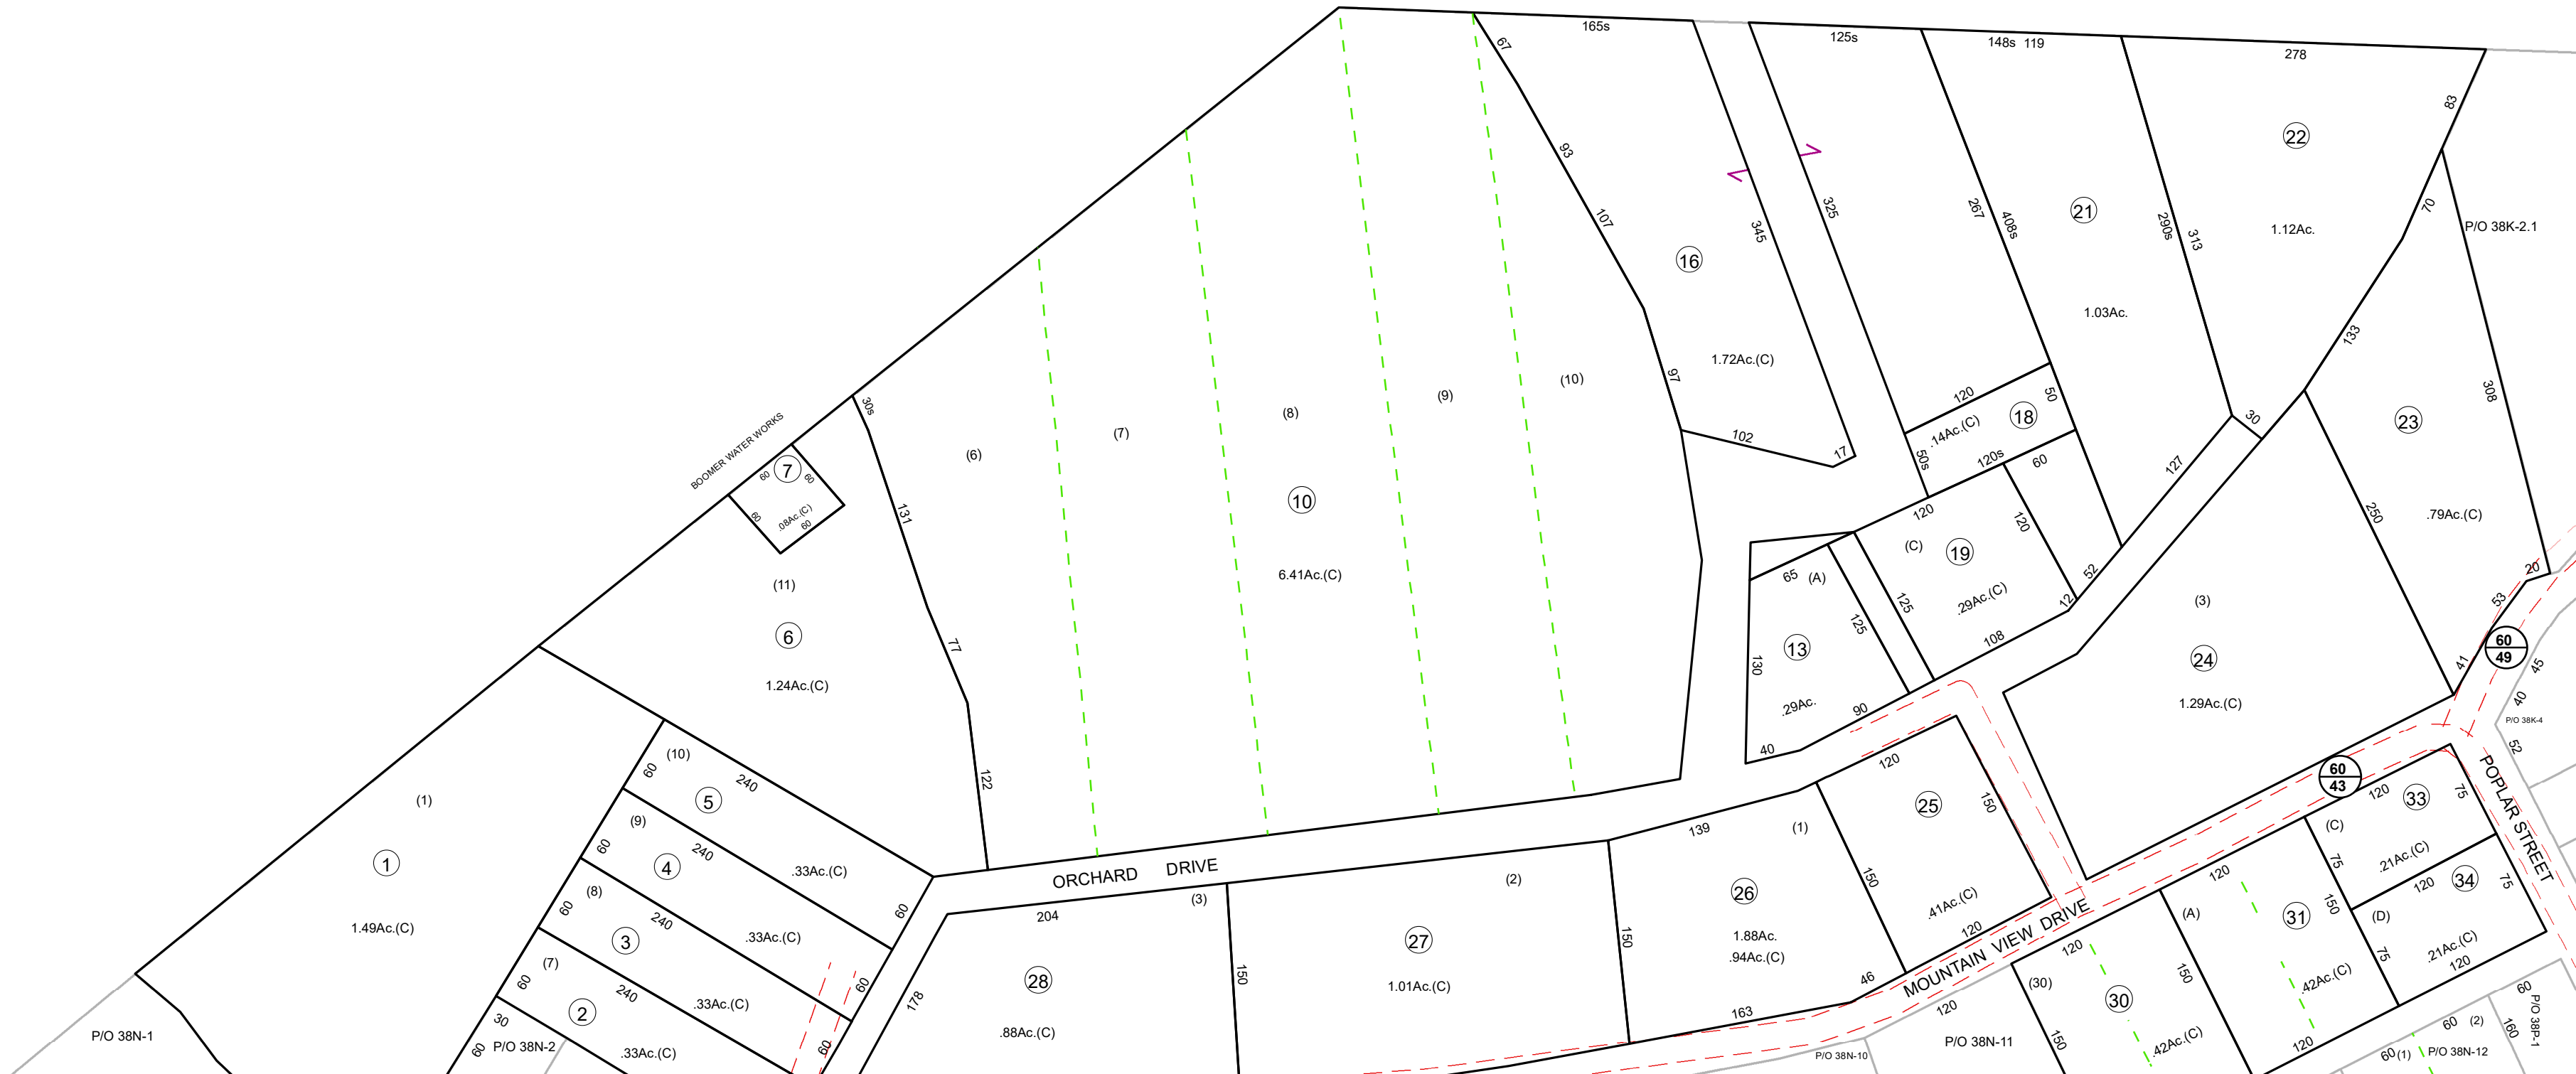 165s
125s
148s 119
278
67
83
22
93
70
107
325
267
408s
21
290s
313
1.12Ac.
P/O 38K-2.1
345
16
1.03Ac.
133
1.72Ac.(C)
97
(10)
(9)
(8)
(7)
(6)
30s
BOOMER WATER WORKS
60
7
60
60
.08Ac.(C)
60
120
50
18
.14Ac.(C)
30
308
23
102
17
50s
120s
60
127
250
.79Ac.(C)
131
10
6.41Ac.(C)
120
120
(C)
19
65
(A)
125
125
.29Ac.(C)
52
12
20
53
(3)
(11)
6
1.24Ac.(C)
77
130
13
.29Ac.
108
90
40
24
1.29Ac.(C)
41
60
49
45
40
P/O 38K-4
52
122
(10)
60
240
5
(1)
1
1.49Ac.(C)
(9)
60
240
4
.33Ac.(C)
60
(8)
60
240
3
.33Ac.(C)
60
(7)
60
240
2
.33Ac.(C)
60
30
60
P/O 38N-2
.33Ac.(C)
P/O 38N-1
ORCHARD DRIVE
204
(3)
178
28
.88Ac.(C)
150
(2)
27
1.01Ac.(C)
150
139
(1)
26
1.88Ac.
.94Ac.(C)
163
46
120
25
150
150
.41Ac.(C)
120
MOUNTAIN VIEW DRIVE
60
43
POPLAR STREET
120
33
75
(C)
75
.21Ac.(C)
120
34
75
(D)
75
.21Ac.(C)
120
120
(A)
31
150
.42Ac.(C)
120
150
120
(30)
30
150
.42Ac.(C)
120
P/O 38N-11
P/O 38N-10
60
(1)
60
(2)
60
160
P/O 38N-12
P/O 38P-1